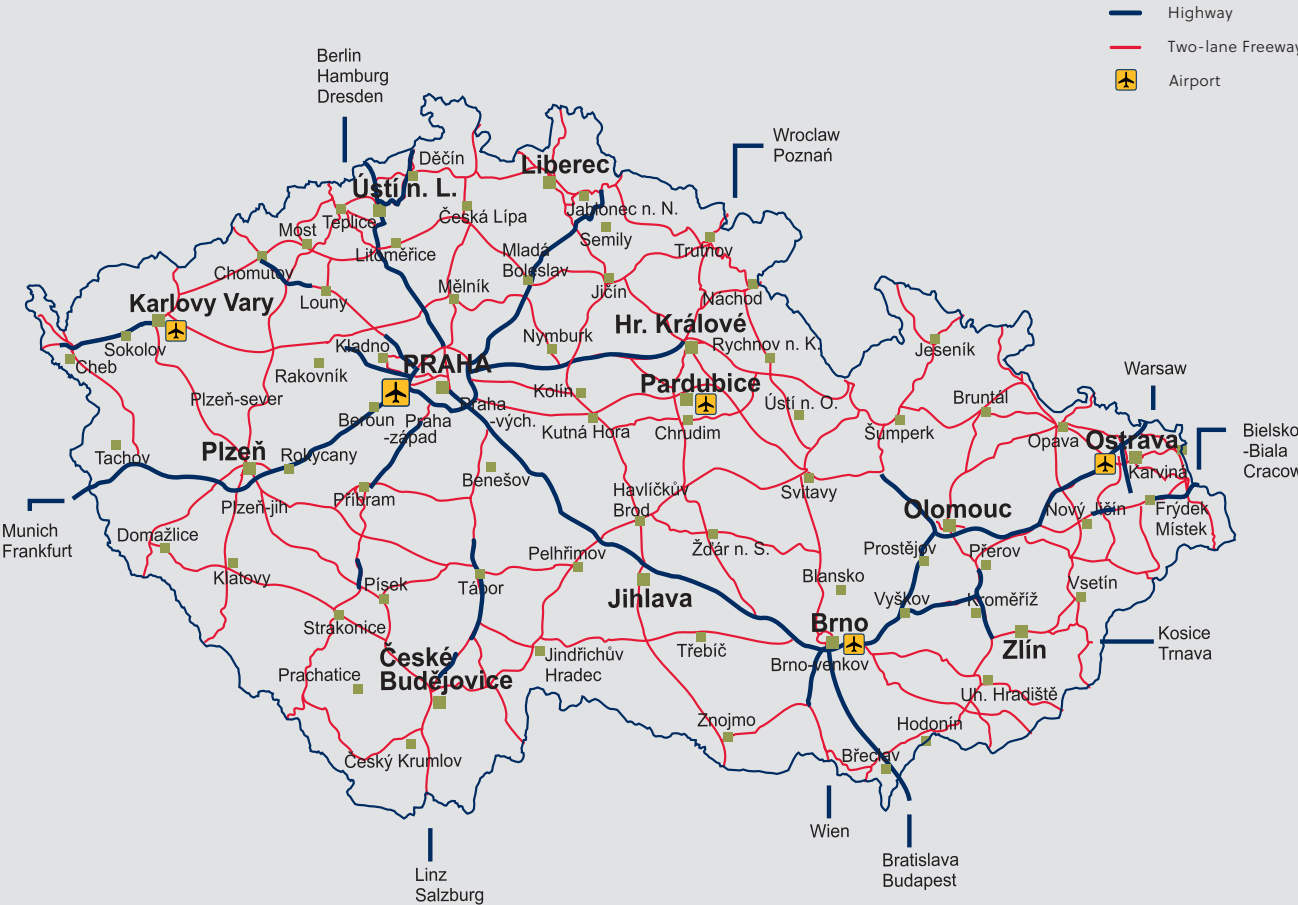 Highway
Two-lane Freeway
Airport
Berlin
Hamburg
Dresden
Wroclaw
Poznań
Děčín
Liberec
Ústí n. L.
Teplice
Česká Lípa
Jablonec n. N.
Most
Semily
Litoměřice
Mladá
Boleslav
Trutnov
Chomutov
Karlovy Vary
Louny
Mělník
Jičín
Náchod
Hr. Králové
Sokolov
Cheb
Kladno
Nymburk
Rychnov n. K.
Jeseník
PRAHA
Rakovník
Warsaw
Pardubice
Plzeň-sever
Kolín
Praha
-vých.
Ústí n. O.
Bruntál
Beroun
Praha
-západ
Kutná Hora
Chrudim
Šumperk
Opava
Ostrava
Bielsko
-Biala
Cracow
Plzeň
Rokycany
Tachov
Karviná
Benešov
Svitavy
Příbram
Havlíčkův
Brod
Plzeň-jih
Olomouc
Nový Jičín
Frýdek
Místek
Munich
Frankfurt
Domažlice
Pelhřimov
Žďár n. S.
Prostějov
Přerov
Klatovy
Písek
Tábor
Blansko
Vsetín
Jihlava
Vyškov
Kroměříž
Strakonice
Brno
Kosice
Trnava
České
Budějovice
Jindřichův
Hradec
Třebíč
Brno-venkov
Zlín
Prachatice
Uh. Hradiště
Znojmo
Hodonín
Český Krumlov
Břeclav
Wien
Linz
Salzburg
Bratislava
Budapest